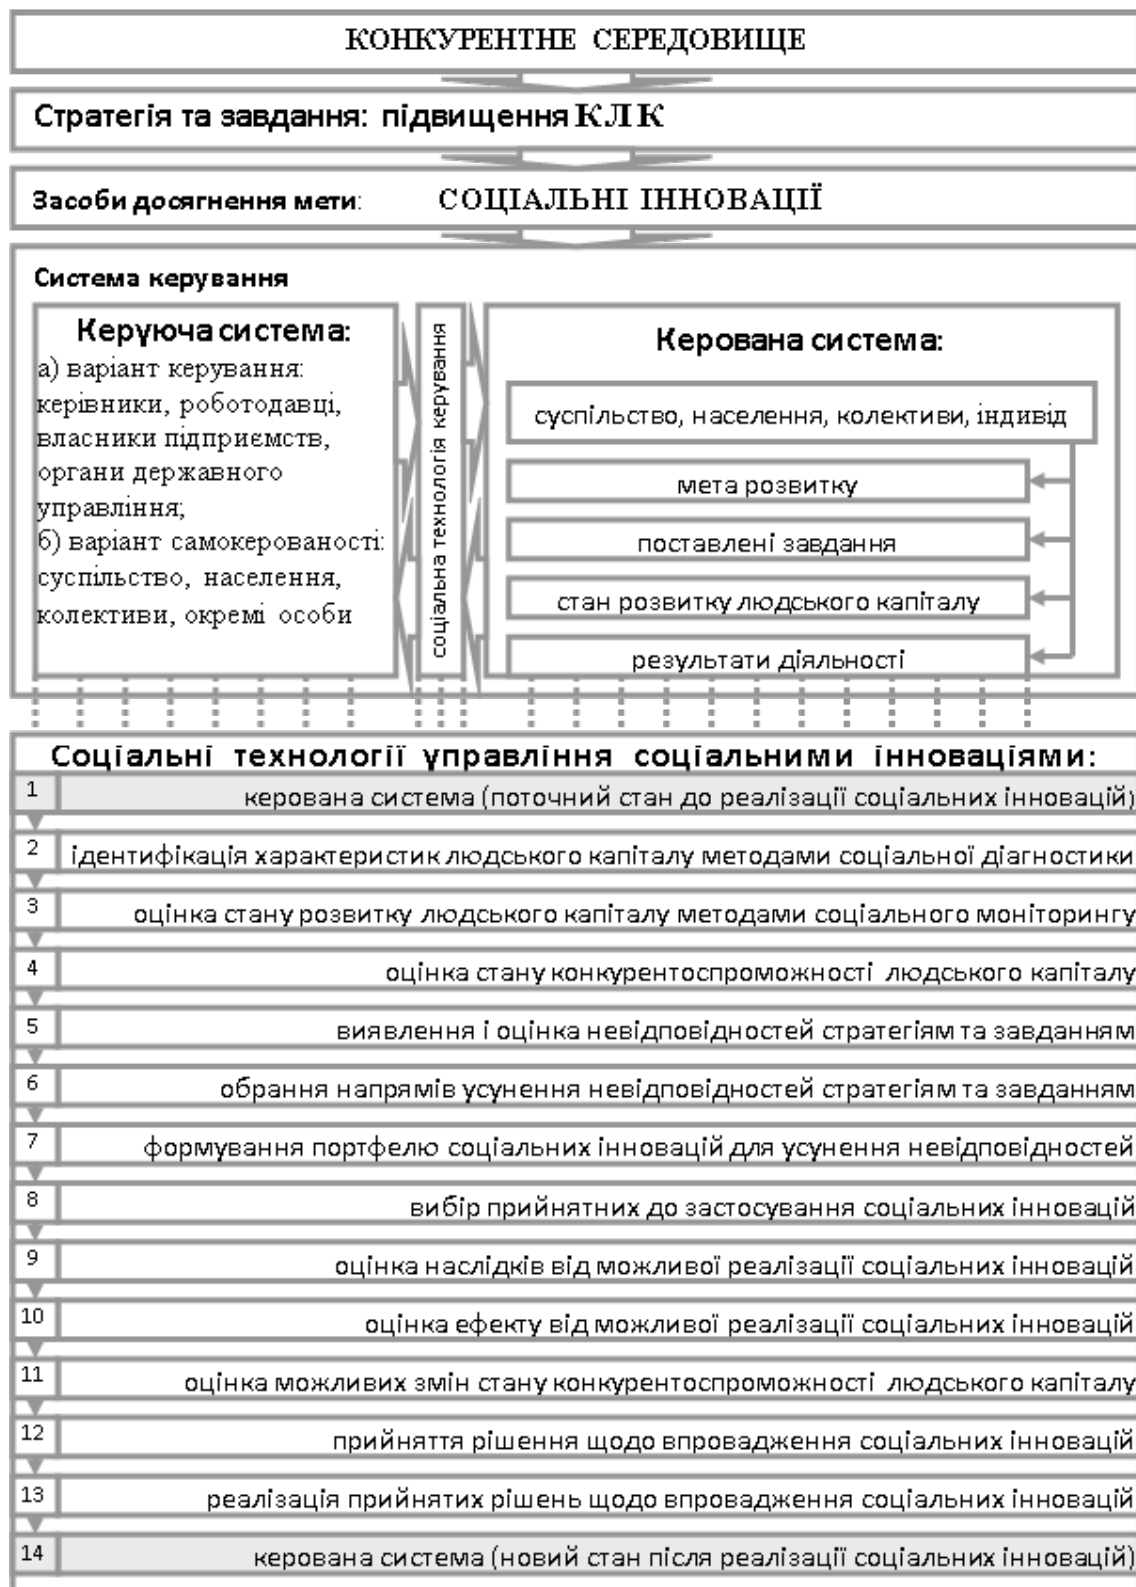 КОНКУРЕНТНЕ СЕРЕДОВИЩЕ
Стратегія та завдання: підвищення КЛК
Засоби досягнення мети: СОЦІАЛЬНІ ІННОВАЦІЇ
Система керування
Керуюча система:
а) варіант керування:
керівники, роботодавці,
власники підприємств,
органи державного
управління;
б) варіант самокерованості:
суспільство, населення,
колективи, окремі особи
соціальна технологія керування
Керована система:
суспільство, населення, колективи, індивід
мета розвитку
поставлені завдання
стан розвитку людського капіталу
результати діяльності
Соціальні технології управління соціальними інноваціями:
1 керована система (поточний стан до реалізації соціальних інновацій)
2 ідентифікація характеристик людського капіталу методами соціальної діагностики
3 оцінка стану розвитку людського капіталу методами соціального моніторингу
4 оцінка стану конкурентоспроможності людського капіталу
5 виявлення і оцінка невідповідностей стратегіям та завданням
6 обрання напрямів усунення невідповідностей стратегіям та завданням
7 формування портфелю соціальних інновацій для усунення невідповідностей
8 вибір прийнятних до застосування соціальних інновацій
9 оцінка наслідків від можливої реалізації соціальних інновацій
10 оцінка ефекту від можливої реалізації соціальних інновацій
11 оцінка можливих змін стану конкурентоспроможності людського капіталу
12 прийняття рішення щодо впровадження соціальних інновацій
13 реалізація прийнятих рішень щодо впровадження соціальних інновацій
14 керована система (новий стан після реалізації соціальних інновацій)